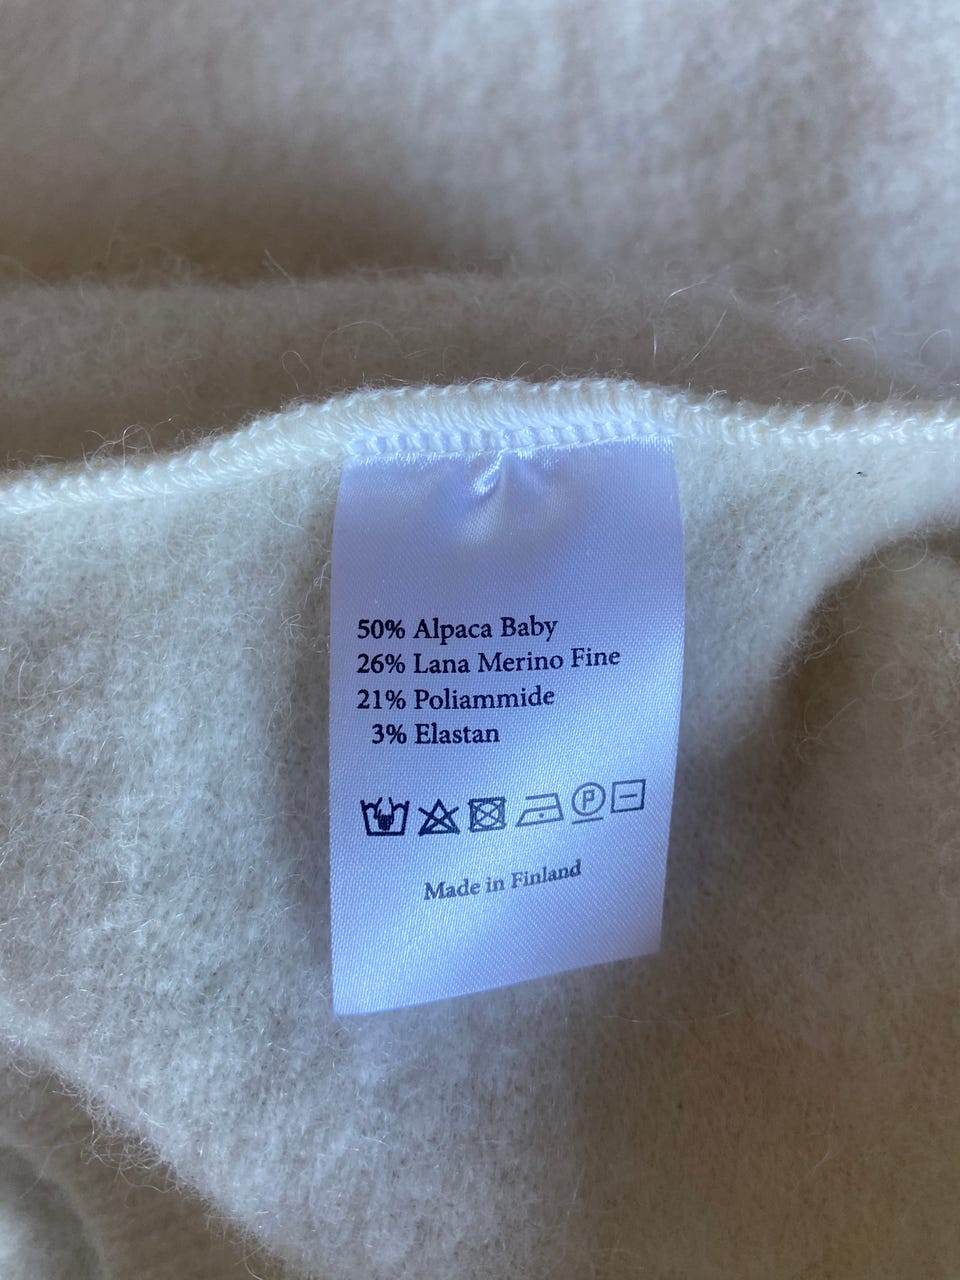 50% Alpaca Baby
26% Lana Merino Fine
21% Poliammide
3% Elastan
P
Made in Finland